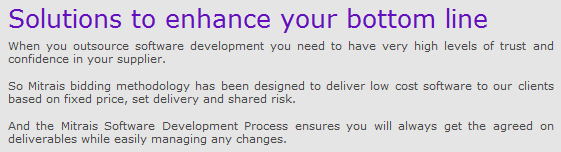 Solutions to enhance your bottom line
When you outsource software development you need to have very high levels of trust and
confidence in your supplier.
So Mitrais bidding methodology has been designed to deliver low cost software to our clients
based on fixed price, set delivery and shared risk.
And the Mitrais Software Development Process ensures you will always get the agreed on
deliverables while easily managing any changes.